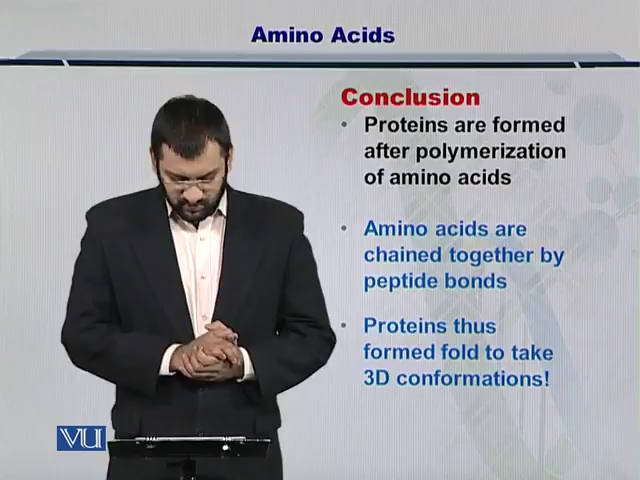 Amino Acids
Conclusion
• Proteins are formed
after polymerization
of amino acids
• Amino acids are
chained together by
peptide bonds
• Proteins thus
formed fold to take
3D conformations!
VU